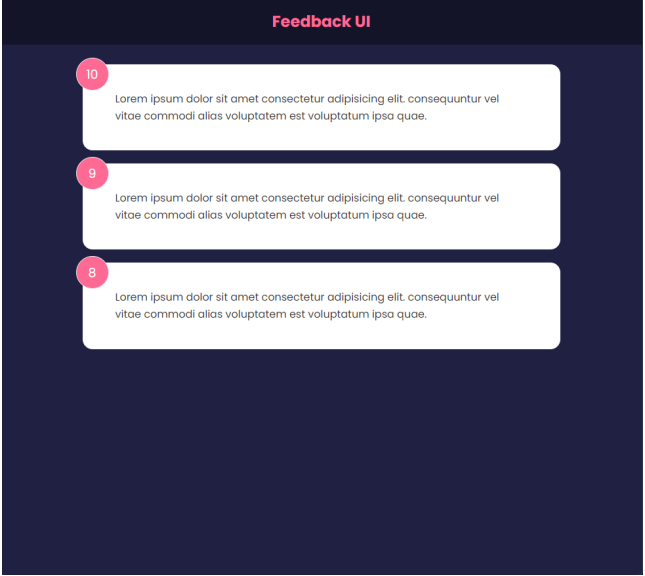 Feedback UI
10
Lorem ipsum dolor sit amet consectetur adipisicing elit. consequuntur vel
vitae commodi alias voluptatem est voluptatum ipsa quae.
9
Lorem ipsum dolor sit amet consectetur adipisicing elit. consequuntur vel
vitae commodi alias voluptatem est voluptatum ipsa quae.
8
Lorem ipsum dolor sit amet consectetur adipisicing elit. consequuntur vel
vitae commodi alias voluptatem est voluptatum ipsa quae.